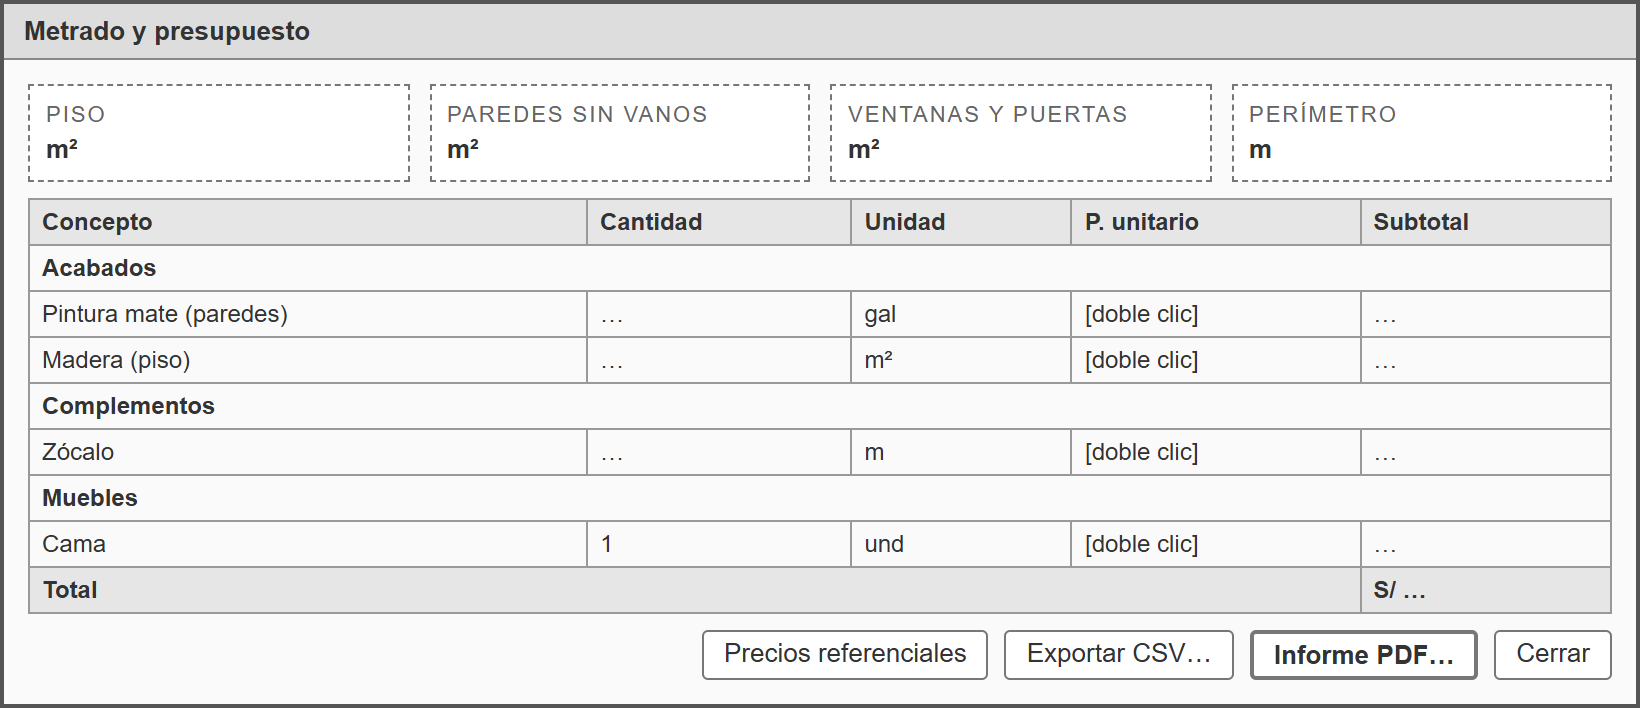 Metrado y presupuesto
PISO PAREDES SIN VANOS VENTANAS Y PUERTAS PERÍMETRO
m² m² m² m
Concepto Cantidad Unidad P. unitario Subtotal
Acabados
Pintura mate (paredes) … gal [doble clic] …
Madera (piso) … m² [doble clic] …
Complementos
Zócalo … m [doble clic] …
Muebles
Cama 1 und [doble clic] …
Total S/ …
Precios referenciales Exportar CSV… Informe PDF… Cerrar